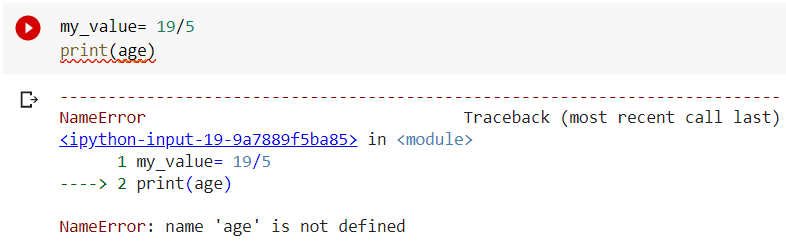 my_value= 19/5
print(age)
---------------------------------------------------------------------------
NameError                                 Traceback (most recent call last)
<ipython-input-19-9a7889f5ba85> in <module>
      1 my_value= 19/5
----> 2 print(age)

NameError: name 'age' is not defined